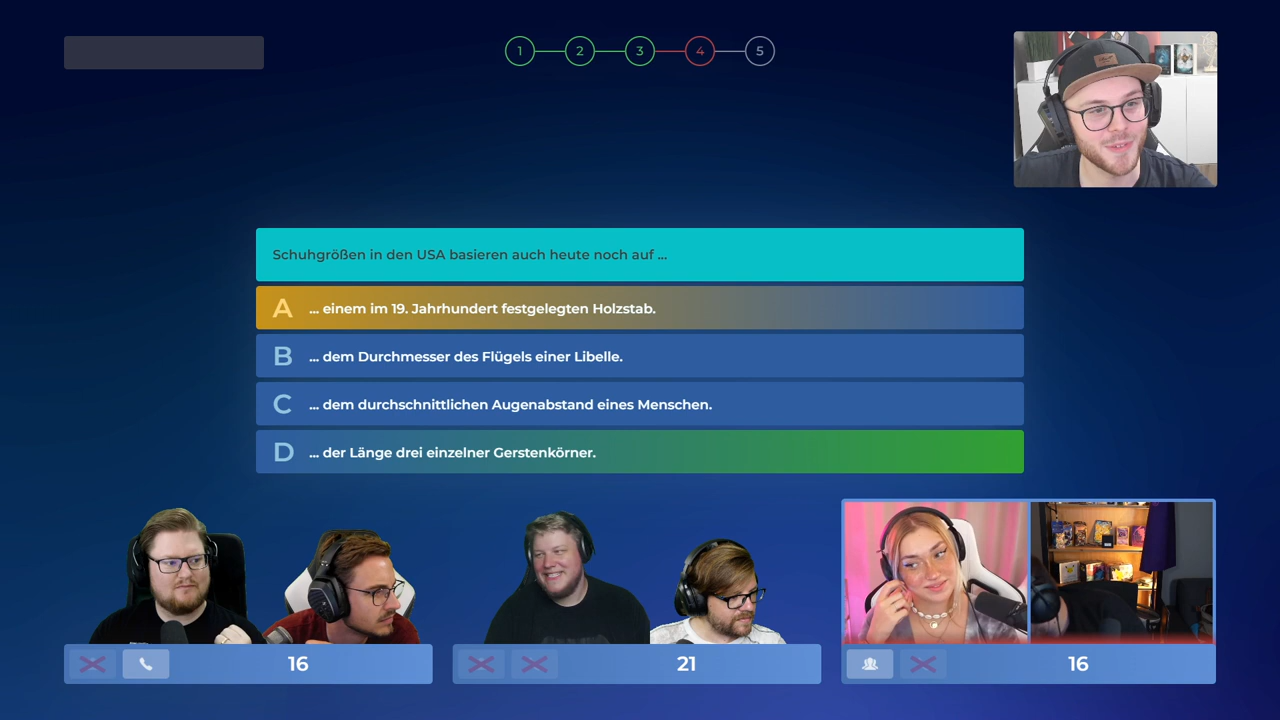 1 2 3 4 5
Schuhgrößen in den USA basieren auch heute noch auf ...
A ... einem im 19. Jahrhundert festgelegten Holzstab.
B ... dem Durchmesser des Flügels einer Libelle.
C ... dem durchschnittlichen Augenabstand eines Menschen.
D ... der Länge drei einzelner Gerstenkörner.
16
21
16